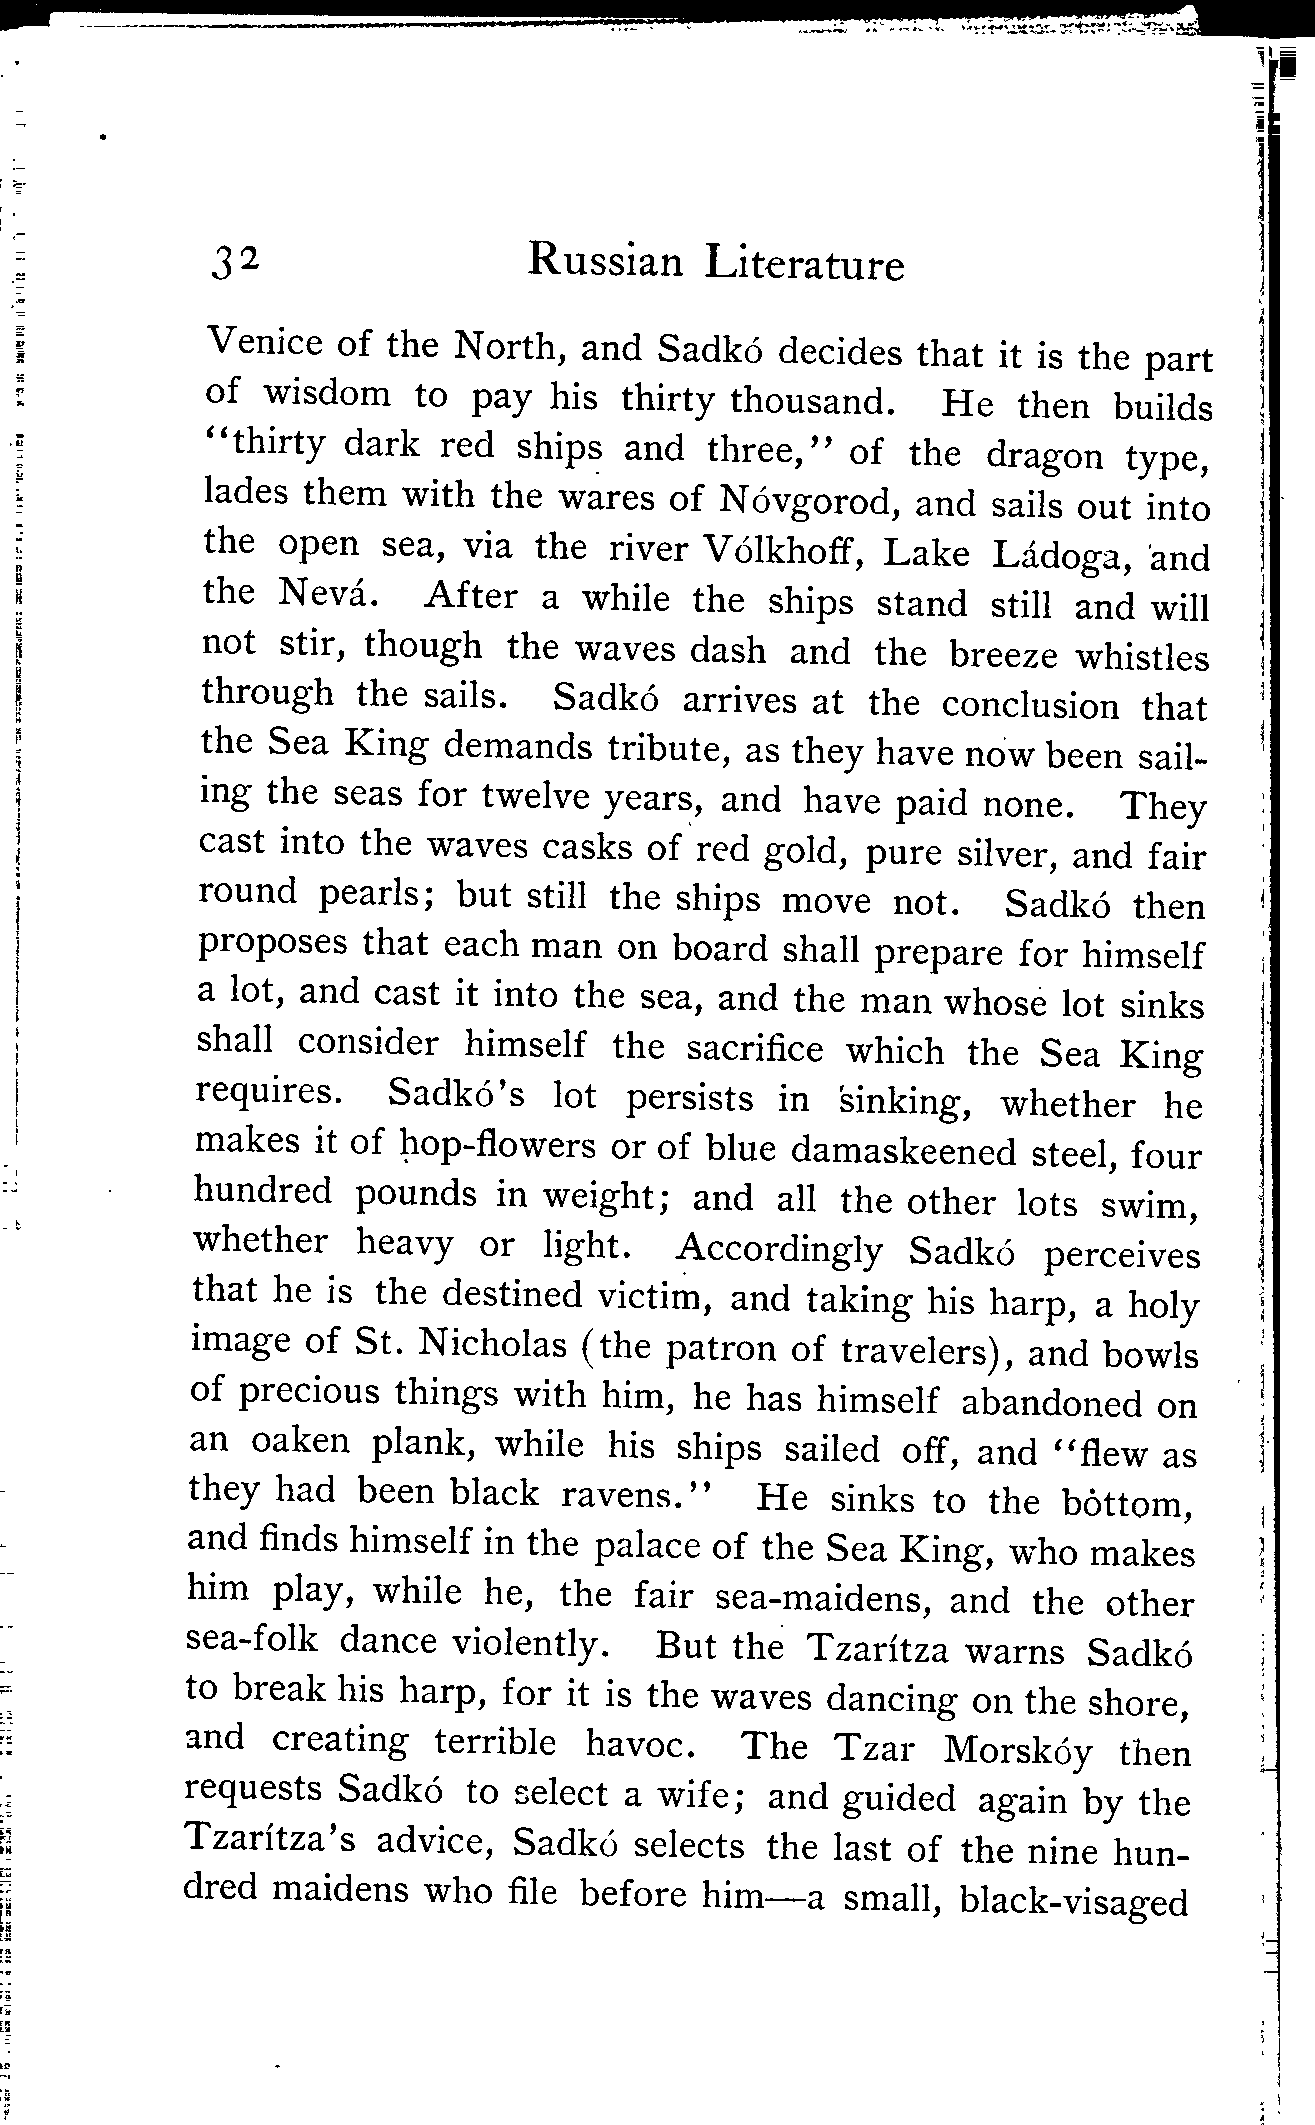 32 Russian Literature
Venice of the North, and Sadkó decides that it is the part
of wisdom to pay his thirty thousand. He then builds
“thirty dark red ships and three,” of the dragon type,
lades them with the wares of Nóvgorod, and sails out into
the open sea, via the river Vólkhoff, Lake Ládoga, and
the Nevá. After a while the ships stand still and will
not stir, though the waves dash and the breeze whistles
through the sails. Sadkó arrives at the conclusion that
the Sea King demands tribute, as they have now been sail-
ing the seas for twelve years, and have paid none. They
cast into the waves casks of red gold, pure silver, and fair
round pearls; but still the ships move not. Sadkó then
proposes that each man on board shall prepare for himself
a lot, and cast it into the sea, and the man whose lot sinks
shall consider himself the sacrifice which the Sea King
requires. Sadkó's lot persists in sinking, whether he
makes it of hop-flowers or of blue damaskeened steel, four
hundred pounds in weight; and all the other lots swim,
whether heavy or light. Accordingly Sadkó perceives
that he is the destined victim, and taking his harp, a holy
image of St. Nicholas (the patron of travelers), and bowls
of precious things with him, he has himself abandoned on
an oaken plank, while his ships sailed off, and “flew as
they had been black ravens.” He sinks to the bottom,
and finds himself in the palace of the Sea King, who makes
him play, while he, the fair sea-maidens, and the other
sea-folk dance violently. But the Tzarítza warns Sadkó
to break his harp, for it is the waves dancing on the shore,
and creating terrible havoc. The Tzar Morskóy then
requests Sadkó to select a wife; and guided again by the
Tzarítza's advice, Sadkó selects the last of the nine hun-
dred maidens who file before him—a small, black-visaged